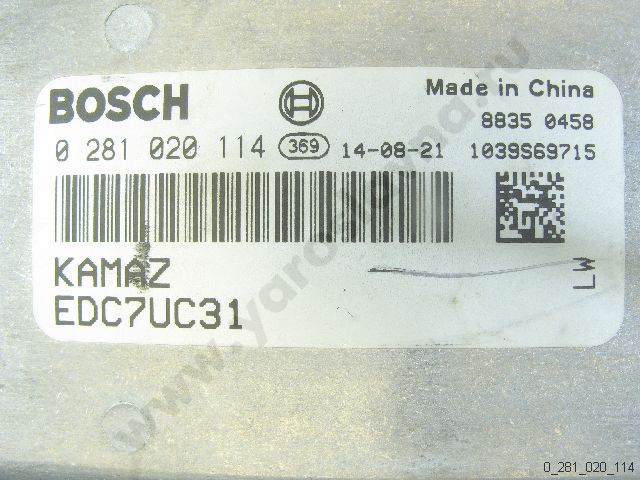 BOSCH
Made in China
8835 0458
0 281 020 114 369 14-08-21 1039S69715
KAMAZ
EDC7UC31
LW
0_281_020_114